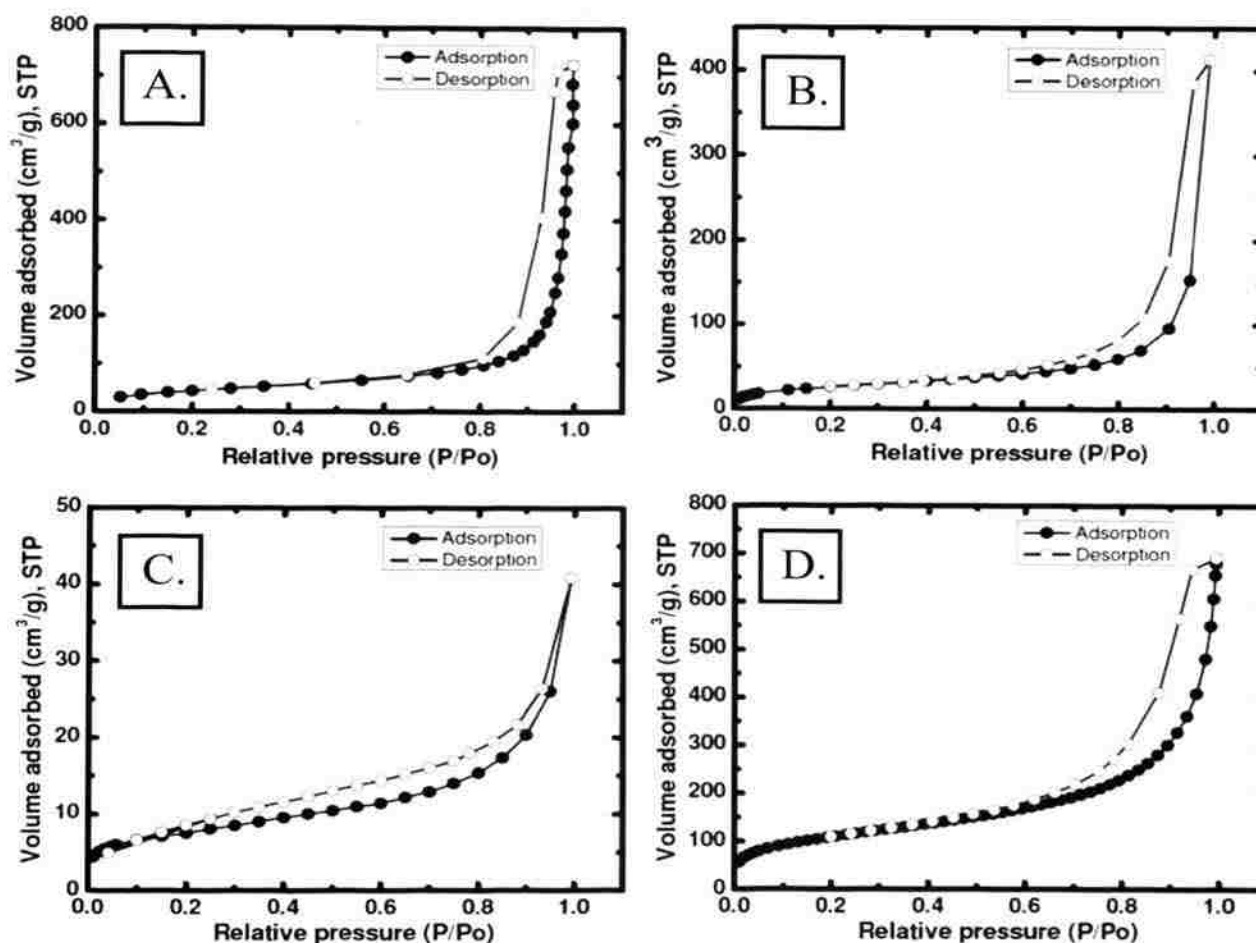 A.
Adsorption
Desorption
Volume adsorbed (cm³/g), STP
800
600
400
200
0
0.0 0.2 0.4 0.6 0.8 1.0
Relative pressure (P/Po)
B.
Adsorption
Desorption
Volume adsorbed (cm³/g), STP
400
300
200
100
0
0.0 0.2 0.4 0.6 0.8 1.0
Relative pressure (P/Po)
C.
Adsorption
Desorption
Volume adsorbed (cm³/g), STP
50
40
30
20
10
0
0.0 0.2 0.4 0.6 0.8 1.0
Relative pressure (P/Po)
D.
Adsorption
Desorption
Volume adsorbed (cm³/g), STP
800
700
600
500
400
300
200
100
0
0.0 0.2 0.4 0.6 0.8 1.0
Relative pressure (P/Po)